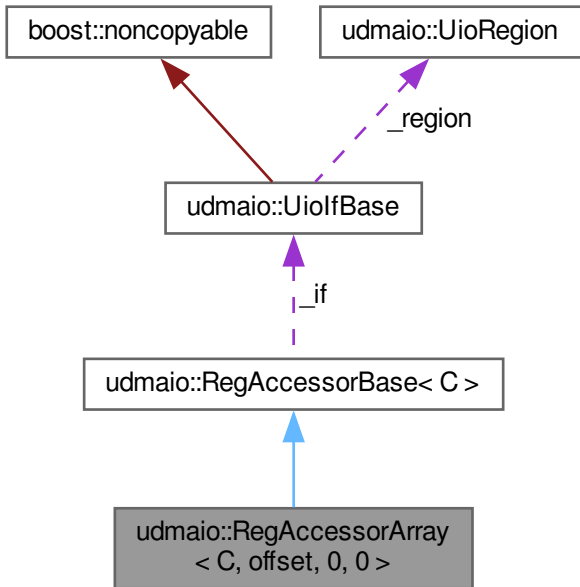 boost::noncopyable
udmaio::UioRegion
_region
udmaio::UioIfBase
_if
udmaio::RegAccessorBase< C >
udmaio::RegAccessorArray
< C, offset, 0, 0 >